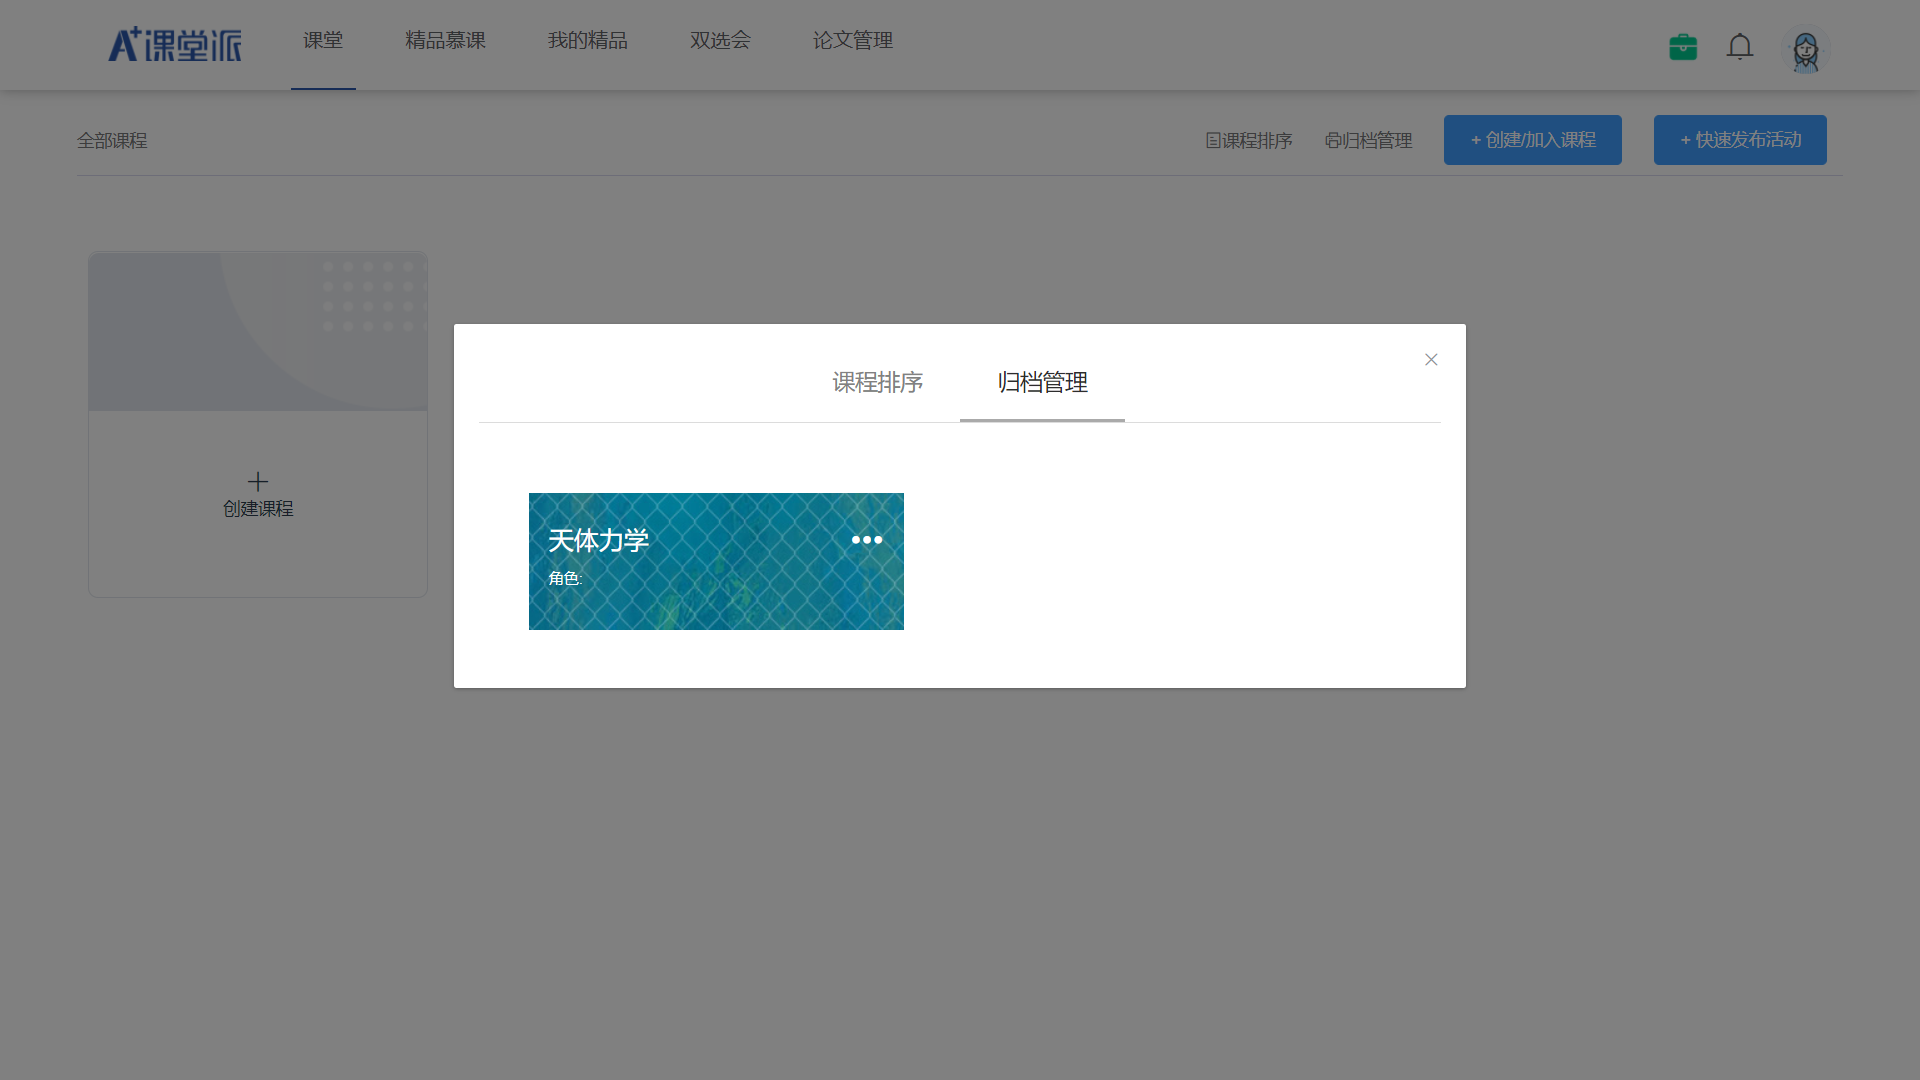 A+课堂派
课堂
精品慕课
我的精品
双选会
论文管理
全部课程
课程排序
归档管理
+ 创建/加入课程
+ 快速发布活动
创建课程
课程排序
归档管理
天体力学
角色: